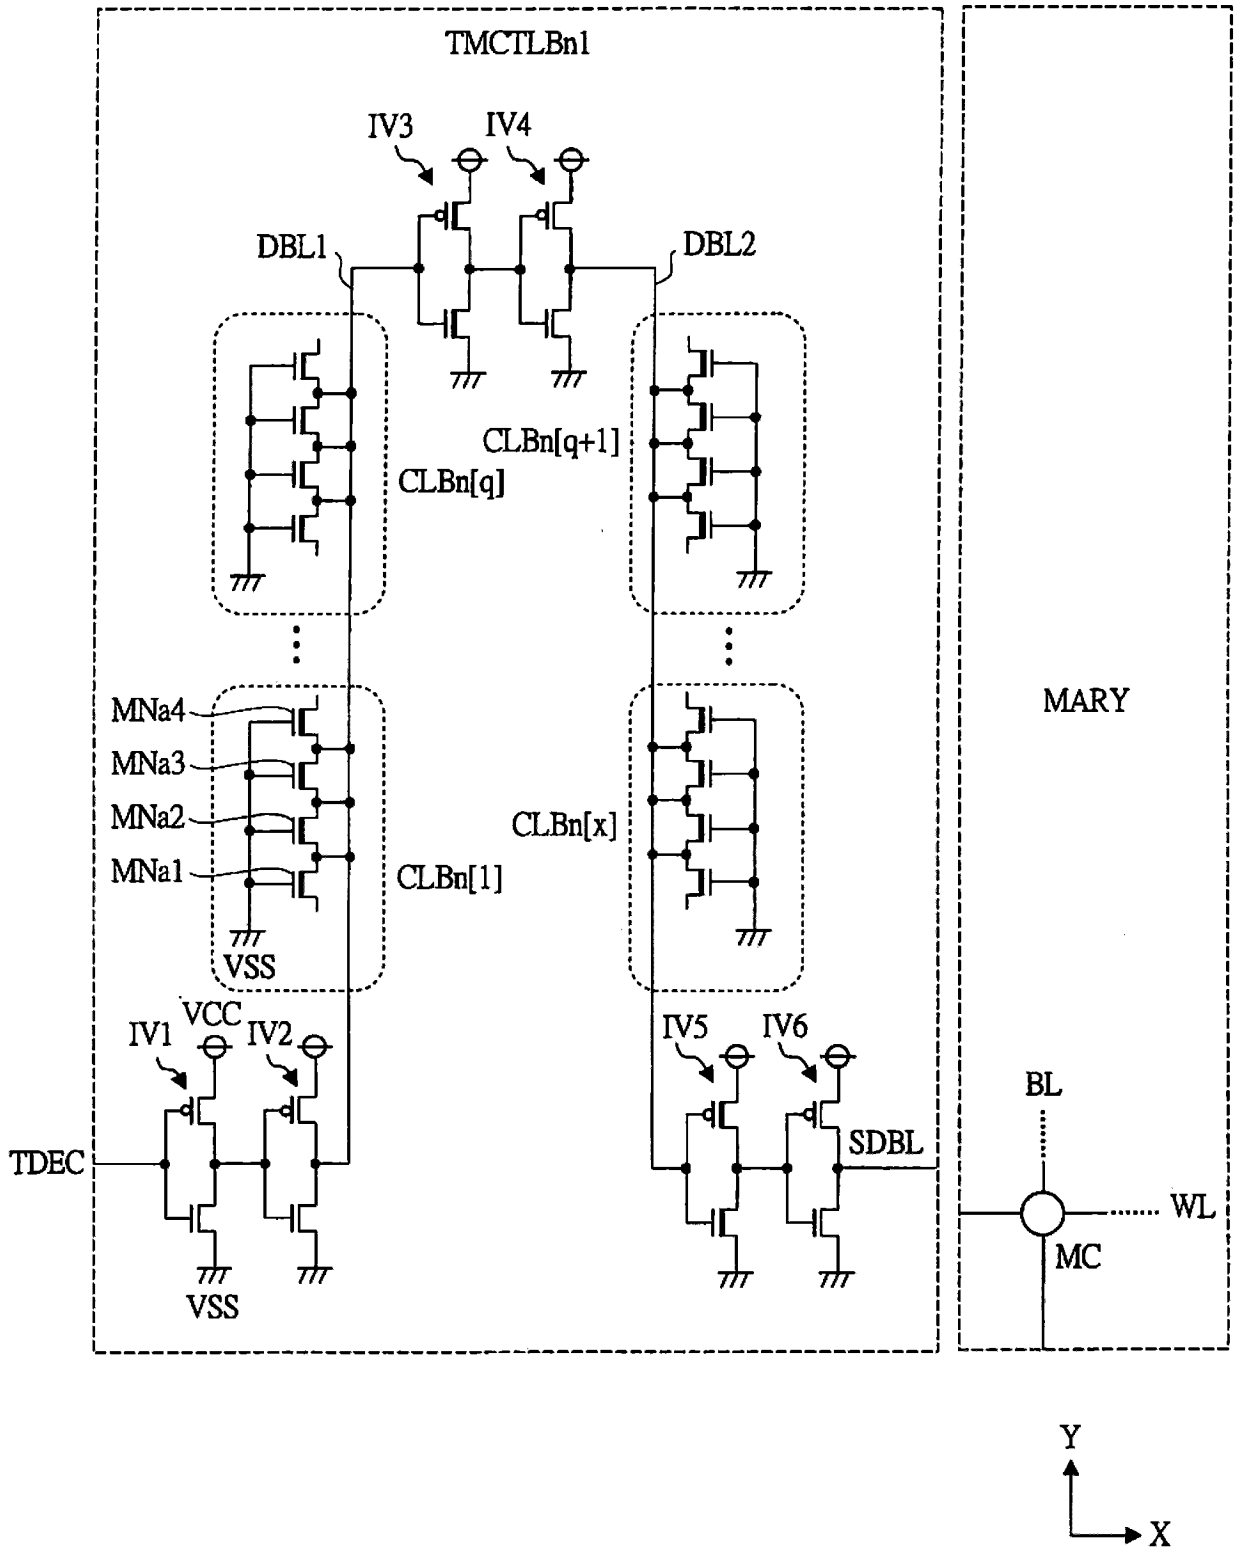 TMCTLBn1
IV3
IV4
DBL1
DBL2
CLBn[q+1]
CLBn[q]
MNa4
MARY
MNa3
MNa2
CLBn[x]
MNa1
CLBn[1]
VSS
VCC
IV1
IV2
IV5
IV6
BL
SDBL
TDEC
WL
MC
VSS
Y
X